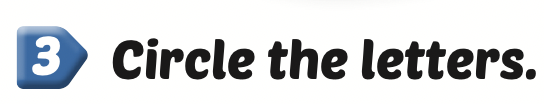 3 Circle the letters.